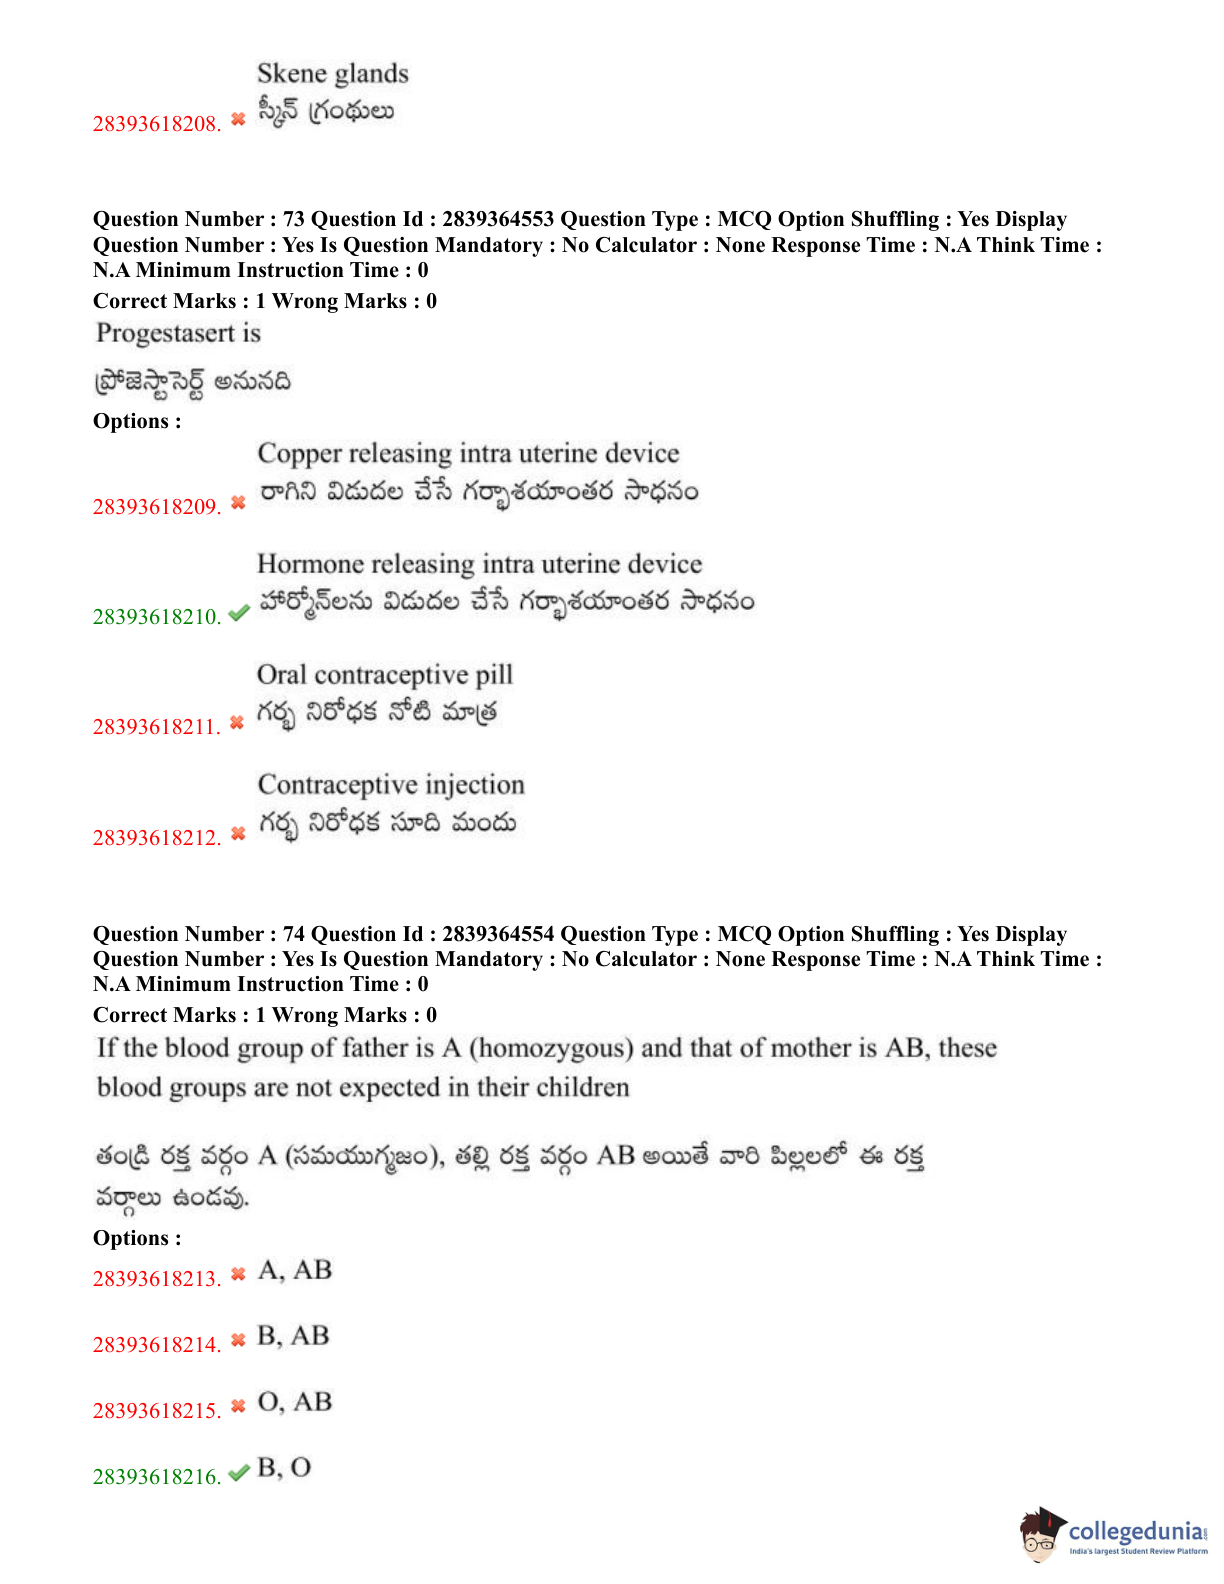 Skene glands
స్కీన్ గ్రంథులు
28393618208.
Question Number : 73 Question Id : 2839364553 Question Type : MCQ Option Shuffling : Yes Display
Question Number : Yes Is Question Mandatory : No Calculator : None Response Time : N.A Think Time :
N.A Minimum Instruction Time : 0
Correct Marks : 1 Wrong Marks : 0
Progestasert is
ప్రోజెస్టాసెర్ట్ అనునది
Options :
Copper releasing intra uterine device
రాగిని విడుదల చేసే గర్భాశయాంతర సాధనం
28393618209.
Hormone releasing intra uterine device
హార్మోన్‌లను విడుదల చేసే గర్భాశయాంతర సాధనం
28393618210.
Oral contraceptive pill
గర్భ నిరోధక నోటి మాత్ర
28393618211.
Contraceptive injection
గర్భ నిరోధక సూది మందు
28393618212.
Question Number : 74 Question Id : 2839364554 Question Type : MCQ Option Shuffling : Yes Display
Question Number : Yes Is Question Mandatory : No Calculator : None Response Time : N.A Think Time :
N.A Minimum Instruction Time : 0
Correct Marks : 1 Wrong Marks : 0
If the blood group of father is A (homozygous) and that of mother is AB, these
blood groups are not expected in their children
తండ్రి రక్త వర్గం A (సమయుగ్మజం), తల్లి రక్త వర్గం AB అయితే వారి పిల్లలలో ఈ రక్త
వర్గాలు ఉండవు.
Options :
28393618213. A, AB
28393618214. B, AB
28393618215. O, AB
28393618216. B, O
collegedunia.com
India's largest Student Review Platform